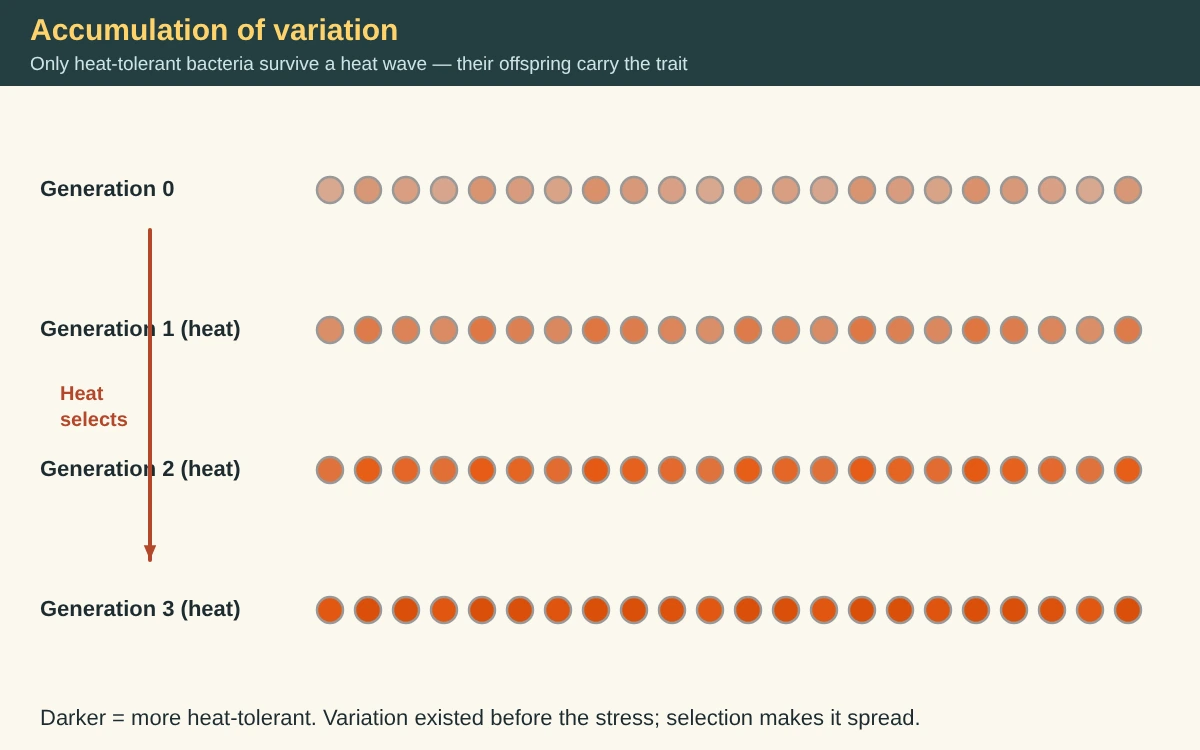 Accumulation of variation
Only heat-tolerant bacteria survive a heat wave — their offspring carry the trait
Generation 0
Generation 1 (heat)
Heat
selects
Generation 2 (heat)
Generation 3 (heat)
Darker = more heat-tolerant. Variation existed before the stress; selection makes it spread.